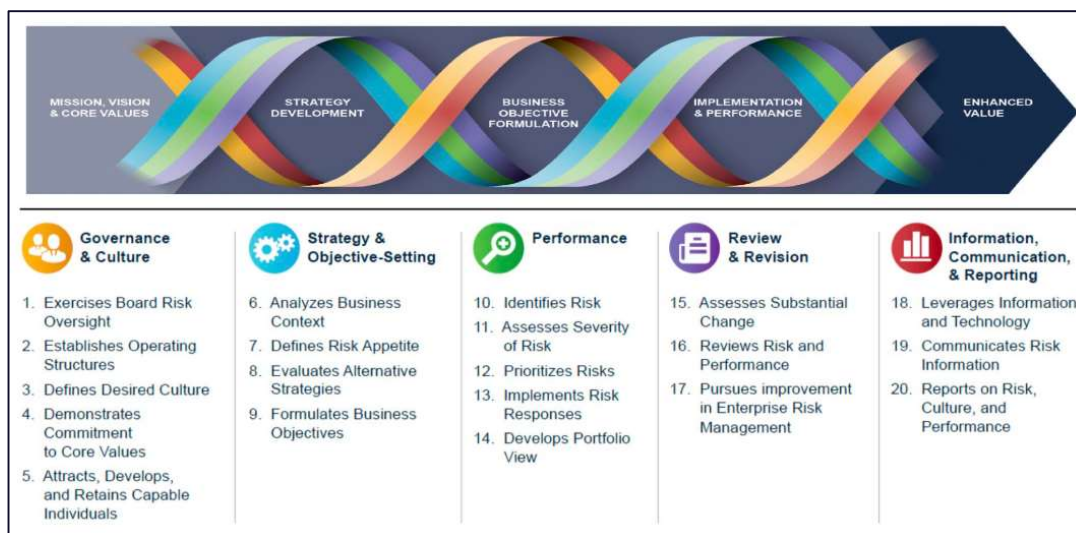 MISSION, VISION
& CORE VALUES
STRATEGY
DEVELOPMENT
BUSINESS
OBJECTIVE
FORMULATION
IMPLEMENTATION
& PERFORMANCE
ENHANCED
VALUE
Governance
& Culture
1. Exercises Board Risk
Oversight
2. Establishes Operating
Structures
3. Defines Desired Culture
4. Demonstrates
Commitment
to Core Values
5. Attracts, Develops,
and Retains Capable
Individuals
Strategy &
Objective-Setting
6. Analyzes Business
Context
7. Defines Risk Appetite
8. Evaluates Alternative
Strategies
9. Formulates Business
Objectives
Performance
10. Identifies Risk
11. Assesses Severity
of Risk
12. Prioritizes Risks
13. Implements Risk
Responses
14. Develops Portfolio
View
Review
& Revision
15. Assesses Substantial
Change
16. Reviews Risk and
Performance
17. Pursues improvement
in Enterprise Risk
Management
Information,
Communication,
& Reporting
18. Leverages Information
and Technology
19. Communicates Risk
Information
20. Reports on Risk,
Culture, and
Performance